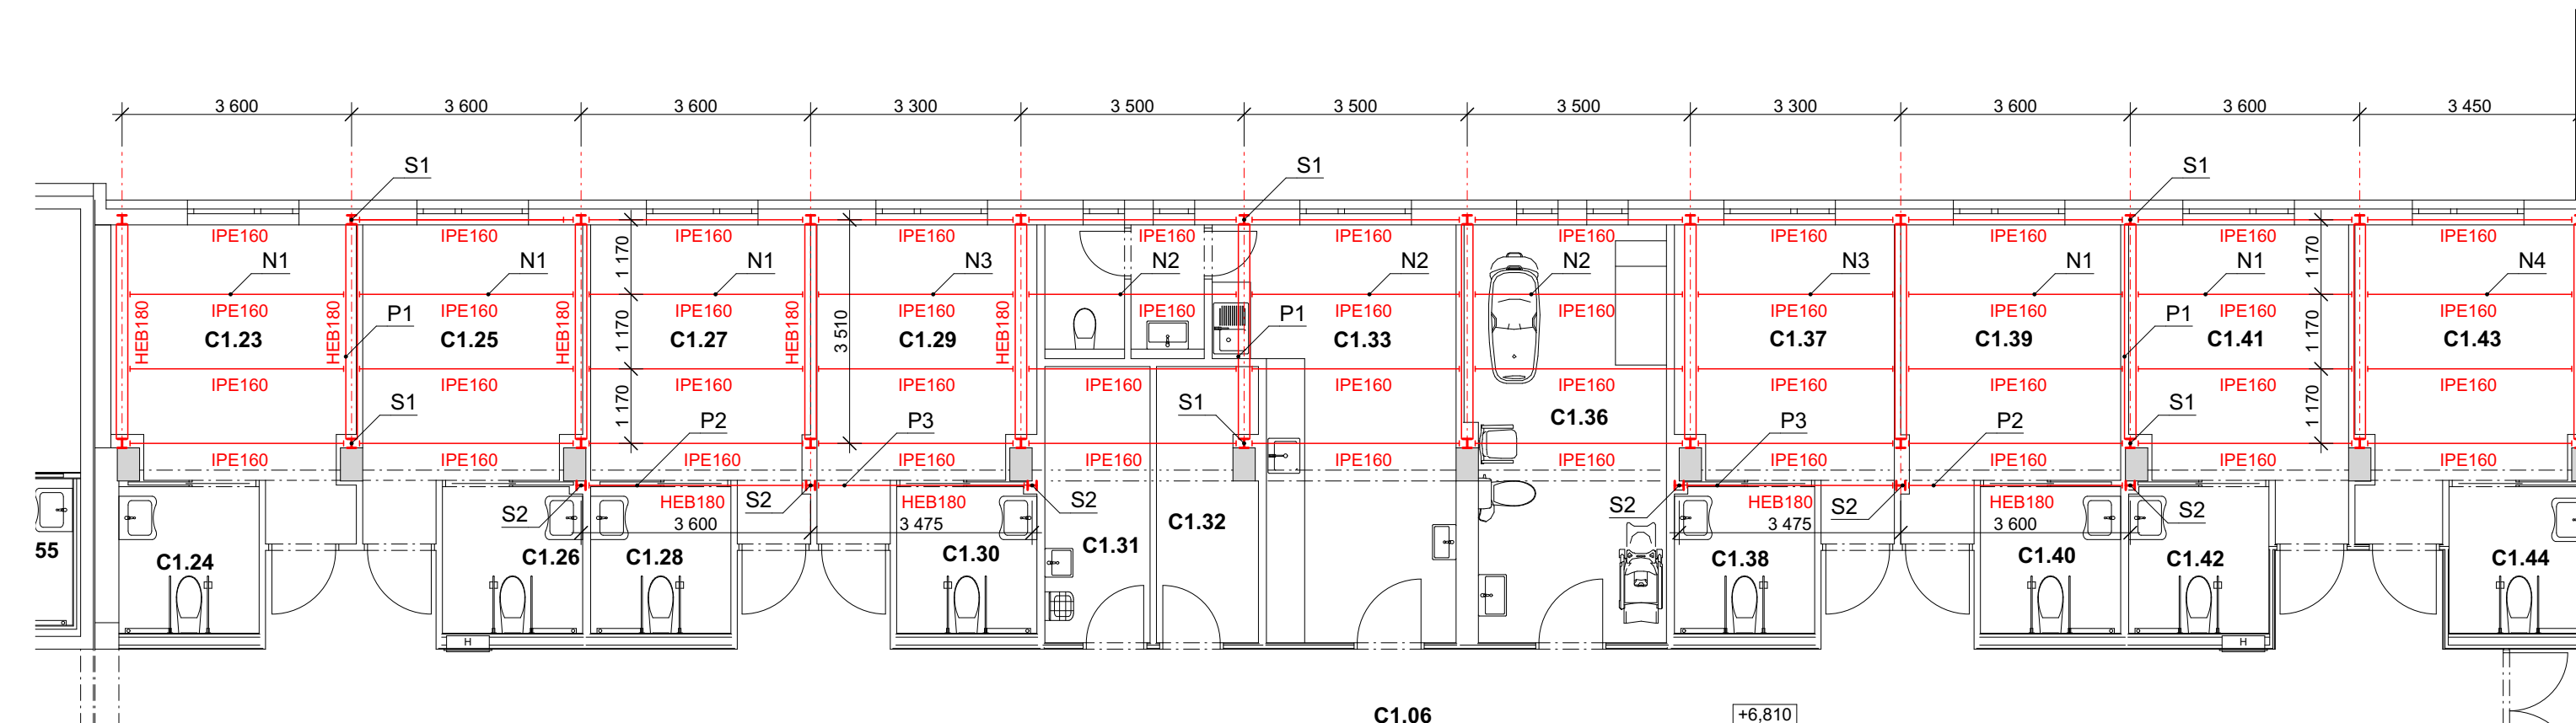 3 600 3 600 3 600 3 300 3 500 3 500 3 500 3 300 3 600 3 600 3 450
S1 S1 S1
IPE160 IPE160 IPE160 IPE160 IPE160 IPE160 IPE160 IPE160 IPE160 IPE160 IPE160
1 170 1 170
N1 N1 N1 N3 N2 N2 N2 N3 N1 N1 N4
IPE160 IPE160 IPE160 IPE160 IPE160 IPE160 IPE160 IPE160 IPE160 IPE160
P1 P1 P1
HEB180 HEB180 HEB180 HEB180 HEB180
1 170 3 510 1 170
C1.23 C1.25 C1.27 C1.29 C1.33 C1.37 C1.39 C1.41 C1.43
IPE160 IPE160 IPE160 IPE160 IPE160 IPE160 IPE160 IPE160 IPE160 IPE160 IPE160
1 170 1 170
S1 S1 S1
C1.36
P2 P3 P3 P2
IPE160 IPE160 IPE160 IPE160 IPE160 IPE160 IPE160 IPE160 IPE160 IPE160 IPE160
HEB180 HEB180 HEB180 HEB180
S2 S2 S2 S2 S2 S2
3 600 3 475 3 475 3 600
C1.32
C1.31
55 C1.24 C1.26 C1.28 C1.30 C1.38 C1.40 C1.42 C1.44
H H
C1.06 +6,810